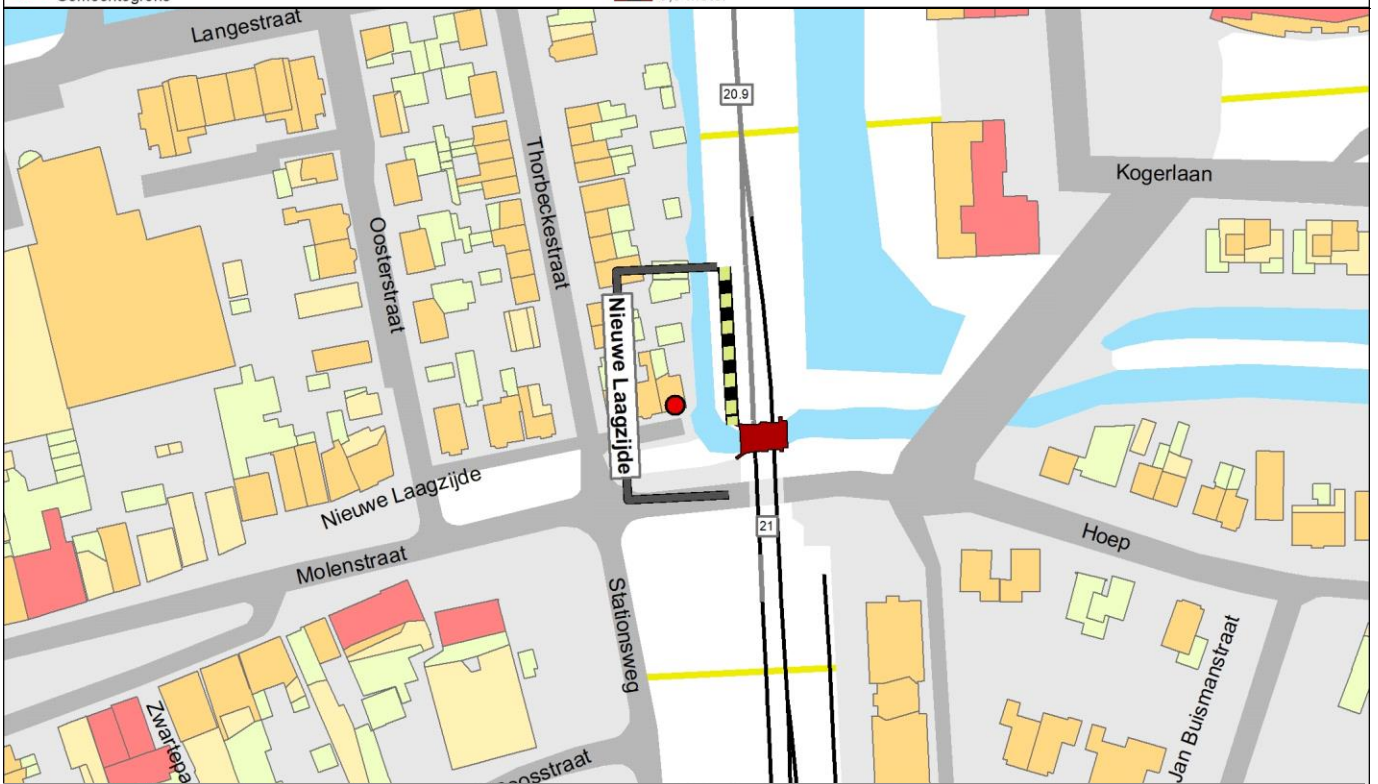 Langestraat
20.9
Kogerlaan
Thorbeckestraat
Oosterstraat
Nieuwe Laagzijde
Nieuwe Laagzijde
21
Hoep
Molenstraat
Stationsweg
Jan Buismanstraat